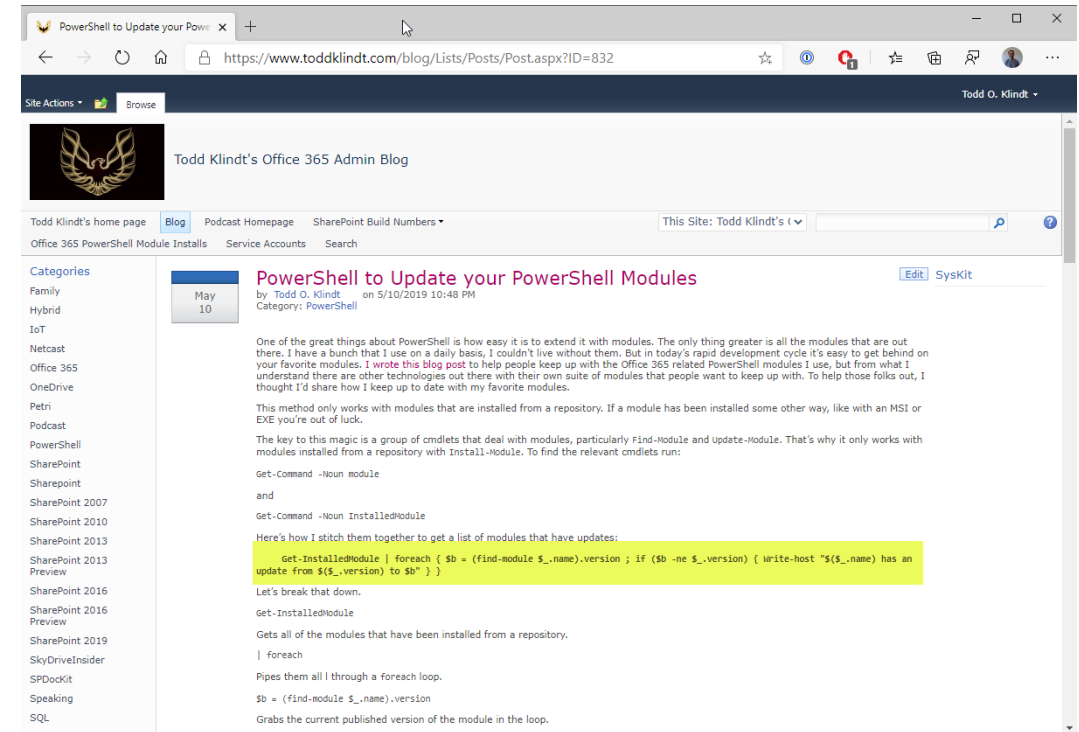 PowerShell to Update your Powe
https://www.toddklindt.com/blog/Lists/Posts/Post.aspx?ID=832
Site Actions
Browse
Todd O. Klindt
Todd Klindt's Office 365 Admin Blog
Todd Klindt's home page Blog Podcast Homepage SharePoint Build Numbers
This Site: Todd Klindt's
Office 365 PowerShell Module Installs Service Accounts Search
Categories
Family
Hybrid
IoT
Netcast
Office 365
OneDrive
Petri
Podcast
PowerShell
SharePoint
Sharepoint
SharePoint 2007
SharePoint 2010
SharePoint 2013
SharePoint 2013
Preview
SharePoint 2016
SharePoint 2016
Preview
SharePoint 2019
SkyDriveInsider
SPDocKit
Speaking
SQL
May
10
PowerShell to Update your PowerShell Modules
by Todd O. Klindt on 5/10/2019 10:48 PM
Category: PowerShell
One of the great things about PowerShell is how easy it is to extend it with modules. The only thing greater is all the modules that are out
there. I have a bunch that I use on a daily basis, I couldn't live without them. But in today's rapid development cycle it's easy to get behind on
your favorite modules. I wrote this blog post to help people keep up with the Office 365 related PowerShell modules I use, but from what I
understand there are other technologies out there with their own suite of modules that people want to keep up with. To help those folks out, I
thought I'd share how I keep up to date with my favorite modules.
This method only works with modules that are installed from a repository. If a module has been installed some other way, like with an MSI or
EXE you're out of luck.
The key to this magic is a group of cmdlets that deal with modules, particularly Find-Module and Update-Module. That's why it only works with
modules installed from a repository with Install-Module. To find the relevant cmdlets run:
Get-Command -Noun module
and
Get-Command -Noun InstalledModule
Here's how I stitch them together to get a list of modules that have updates:
Get-InstalledModule | foreach { $b = (find-module $_.name).version ; if ($b -ne $_.version) { Write-host "$($_.name) has an
update from $($_.version) to $b" } }
Let's break that down.
Get-InstalledModule
Gets all of the modules that have been installed from a repository.
| foreach
Pipes them all l through a foreach loop.
$b = (find-module $_.name).version
Grabs the current published version of the module in the loop.
Edit SysKit